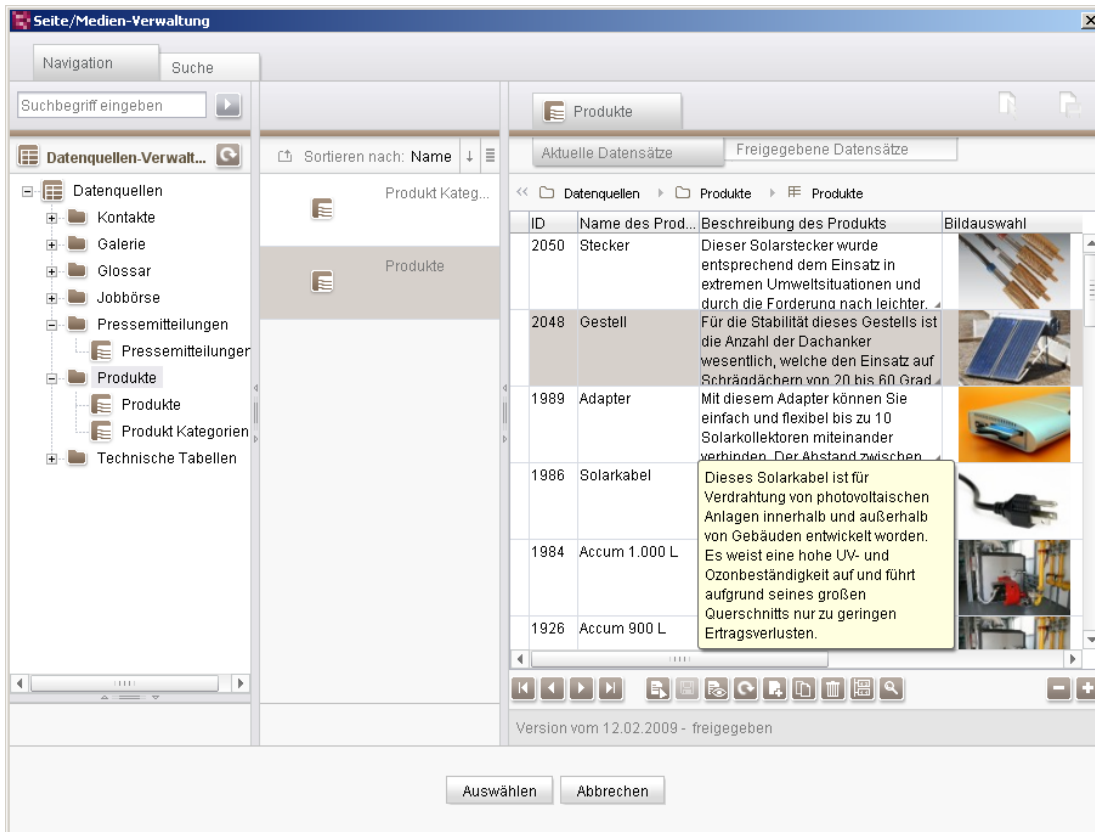 Seite/Medien-Verwaltung
Navigation
Suche
Suchbegriff eingeben
Datenquellen-Verwalt...
Datenquellen
Kontakte
Galerie
Glossar
Jobbörse
Pressemitteilungen
Pressemitteilunger
Produkte
Produkte
Produkt Kategorien
Technische Tabellen
Sortieren nach: Name
Produkt Kateg...
Produkte
Produkte
Aktuelle Datensätze
Freigegebene Datensätze
Datenquellen
Produkte
Produkte
ID Name des Prod... Beschreibung des Produkts Bildauswahl
2050 Stecker Dieser Solarstecker wurde
entsprechend dem Einsatz in
extremen Umweltsituationen und
durch die Forderung nach leichter.
2048 Gestell Für die Stabilität dieses Gestells ist
die Anzahl der Dachanker
wesentlich, welche den Einsatz auf
Schrägdächern von 20 bis 60 Grad
1989 Adapter Mit diesem Adapter können Sie
einfach und flexibel bis zu 10
Solarkollektoren miteinander
verbinden. Der Abstand zwischen
1986 Solarkabel Dieses Solarkabel ist für
Verdrahtung von photovoltaischen
Anlagen innerhalb und außerhalb
von Gebäuden entwickelt worden.
1984 Accum 1.000 L Es weist eine hohe UV- und
Ozonbeständigkeit auf und führt
aufgrund seines großen
Querschnitts nur zu geringen
1926 Accum 900 L Ertragsverlusten.
Version vom 12.02.2009 - freigegeben
Auswählen
Abbrechen